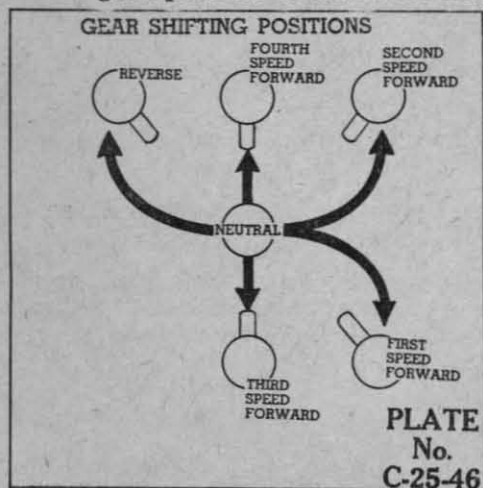 GEAR SHIFTING POSITIONS
REVERSE
FOURTH
SPEED
FORWARD
SECOND
SPEED
FORWARD
NEUTRAL
THIRD
SPEED
FORWARD
FIRST
SPEED
FORWARD
PLATE
No.
C-25-46